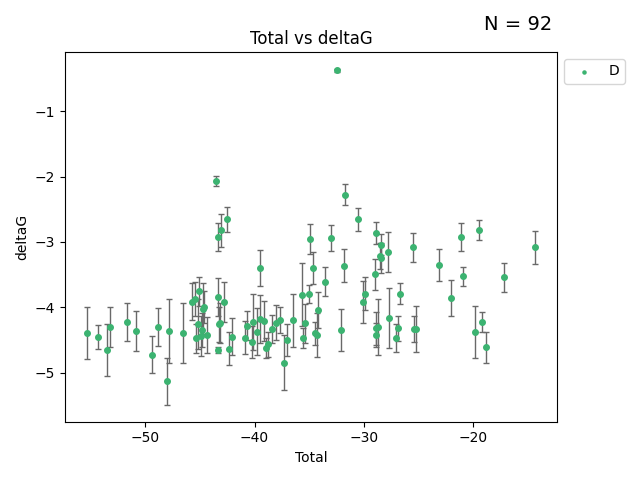 N = 92
Total vs deltaG
D
deltaG
−1
−2
−3
−4
−5
−50
−40
−30
−20
Total